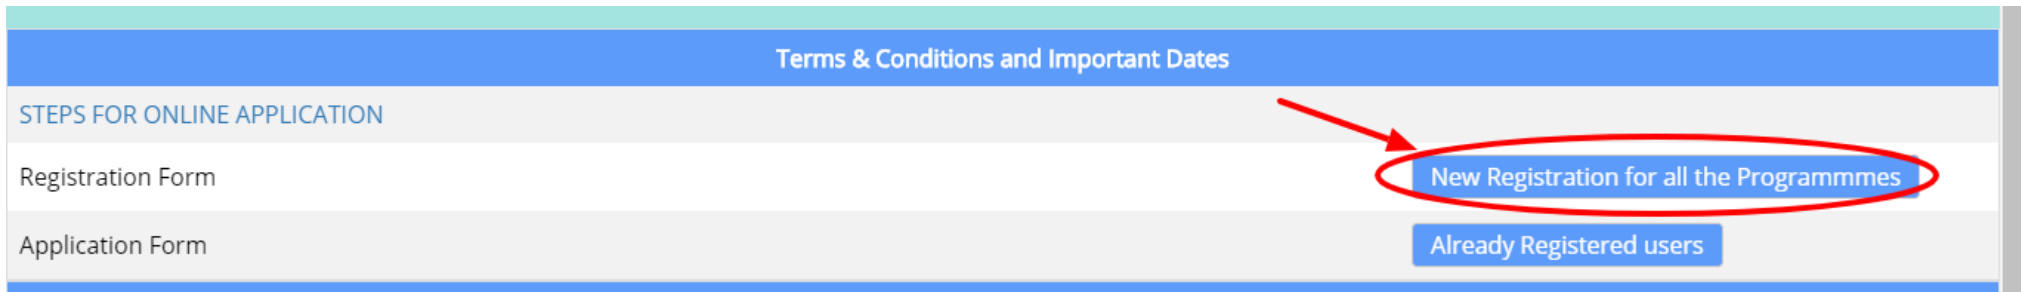 Terms & Conditions and Important Dates
STEPS FOR ONLINE APPLICATION
Registration Form
New Registration for all the Programmmes
Application Form
Already Registered users